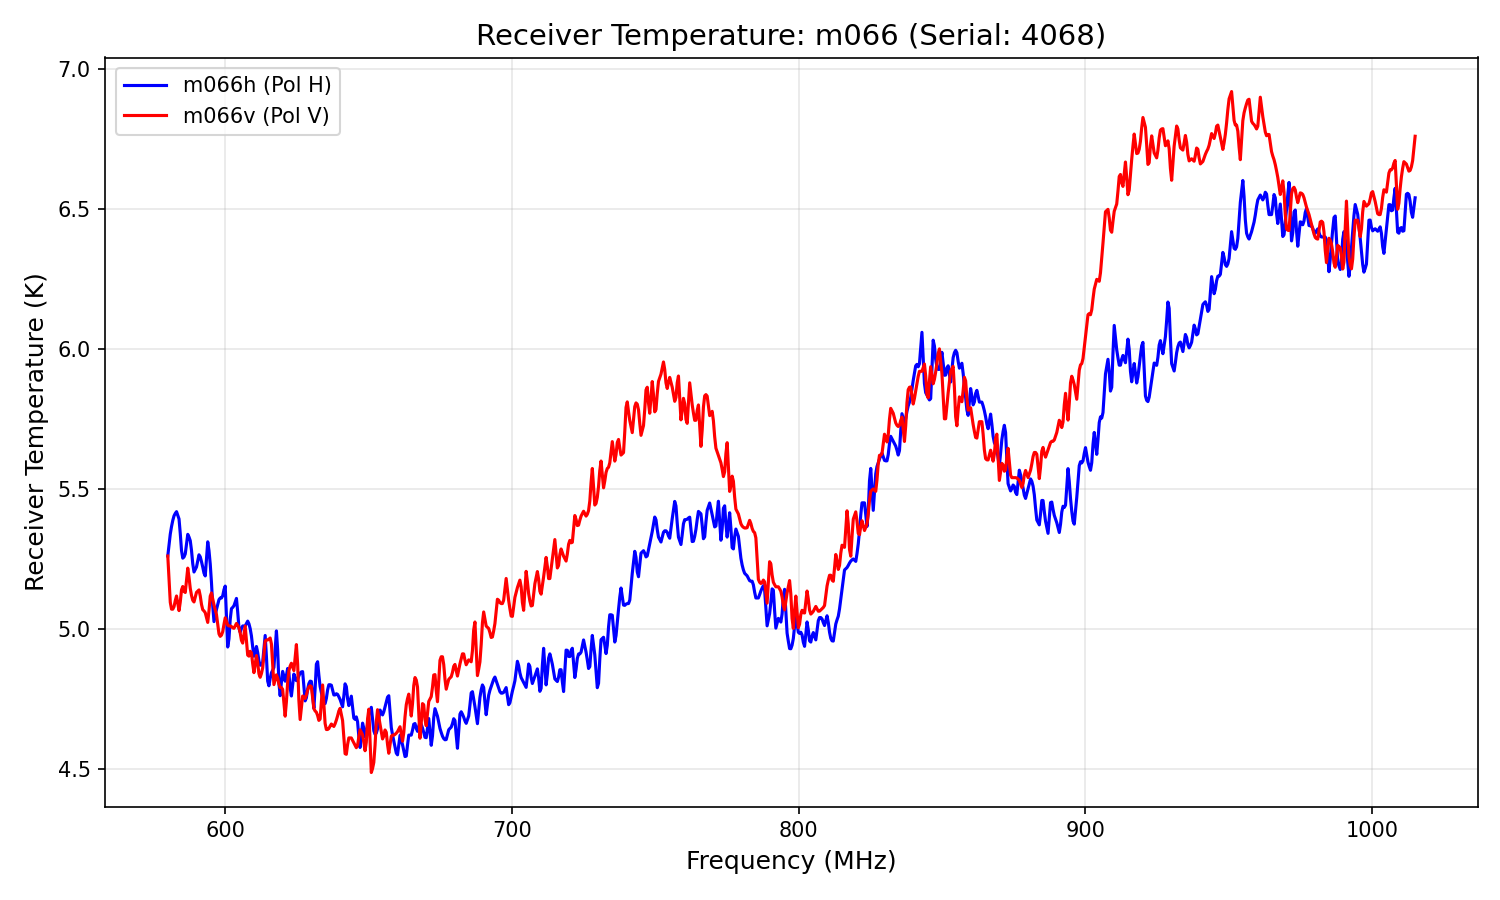 Receiver Temperature: m066 (Serial: 4068)
m066h (Pol H)
m066v (Pol V)
Receiver Temperature (K)
7.0
6.5
6.0
5.5
5.0
4.5
600 700 800 900 1000
Frequency (MHz)